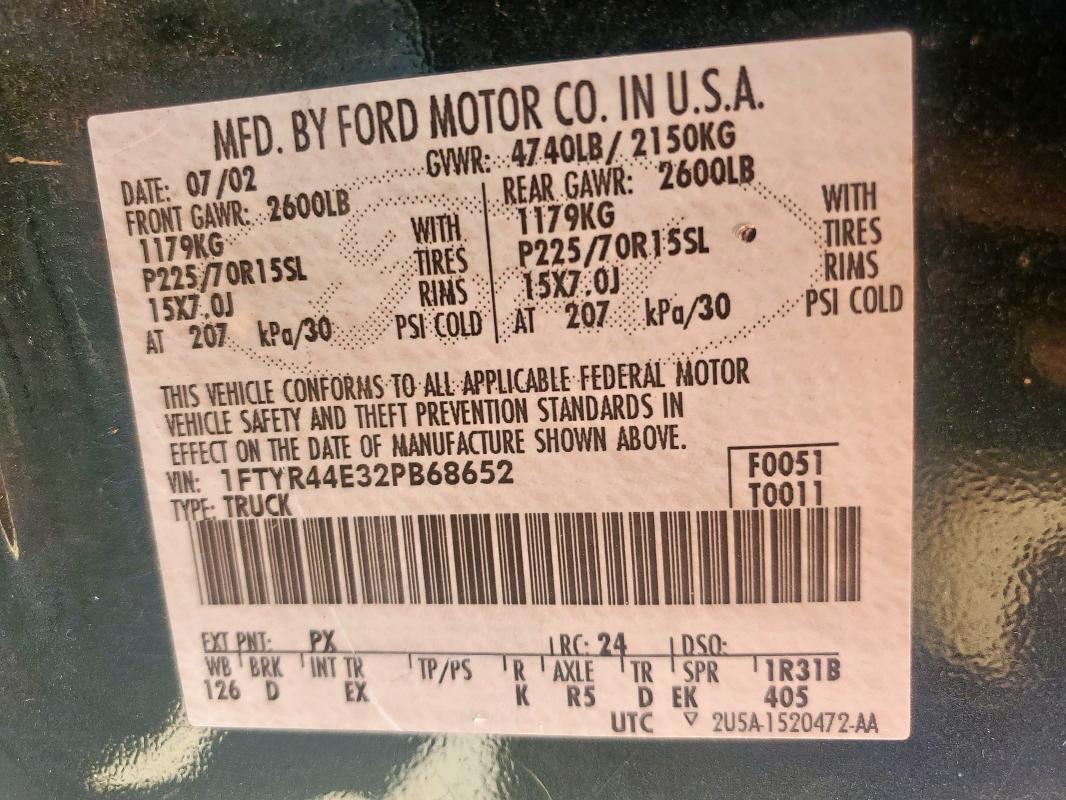 MFD. BY FORD MOTOR CO. IN U.S.A.
DATE: 07/02 GVWR: 4740LB/ 2150KG
FRONT GAWR: 2600LB REAR GAWR: 2600LB
1179KG WITH 1179KG WITH
P225/70R15SL TIRES P225/70R15SL TIRES
15X7.0J RIMS 15X7.0J RIMS
AT 207 kPa/30 PSI COLD AT 207 kPa/30 PSI COLD
THIS VEHICLE CONFORMS TO ALL APPLICABLE FEDERAL MOTOR
VEHICLE SAFETY AND THEFT PREVENTION STANDARDS IN
EFFECT ON THE DATE OF MANUFACTURE SHOWN ABOVE.
VIN: 1FTYR44E32PB68652 F0051
TYPE: TRUCK T0011
EXT PNT: PX RC: 24 DSO:
WB BRK INT TR TP/PS R AXLE TR SPR 1R31B
126 D EX K R5 D EK 405
UTC ▽ 2U5A-1520472-AA